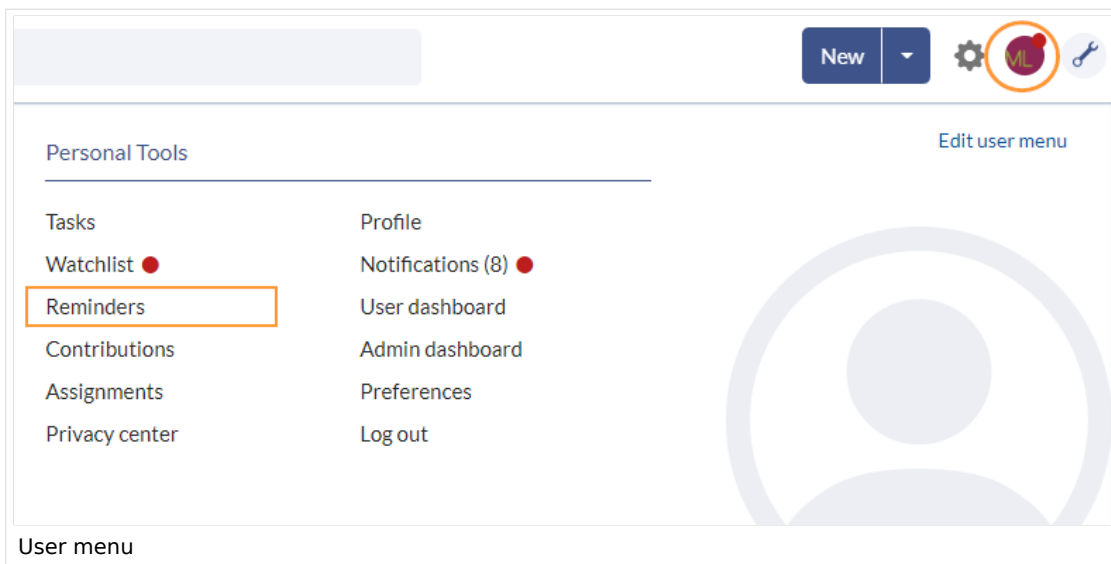 New
ML
Personal Tools
Edit user menu
Tasks
Profile
Watchlist
Notifications (8)
Reminders
User dashboard
Contributions
Admin dashboard
Assignments
Preferences
Privacy center
Log out
User menu